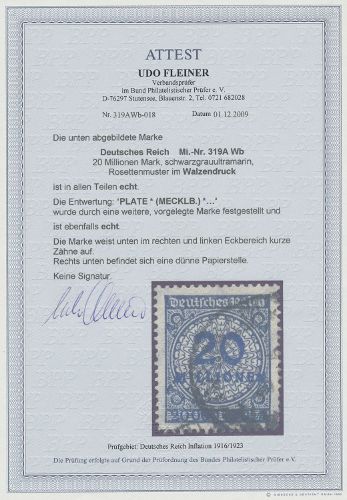 ATTEST
UDO FLEINER
Verbandsprüfer
im Bund Philatelistischer Prüfer e. V.
D-76297 Stutensee, Blauenstr. 2, Tel. 0721 682028
Nr. 319AWb-018 Datum 01.12.2009
Die unten abgebildete Marke
Deutsches Reich Mi.-Nr. 319A Wb
20 Millionen Mark, schwarzgrauultramarin,
Rosettenmuster im Walzendruck
ist in allen Teilen echt.
Die Entwertung: 'PLATE * (MECKLB.) *...'
wurde durch eine weitere, vorgelegte Marke festgestellt und
ist ebenfalls echt.
Die Marke weist unten im rechten und linken Eckbereich kurze
Zähne auf.
Rechts unten befindet sich eine dünne Papierstelle.
Keine Signatur.
Deutsches Reich
20
Prüfgebiet: Deutsches Reich Inflation 1916/1923
Die Prüfung erfolgte auf Grund der Prüfordnung des Bundes Philatelistischer Prüfer e. V.